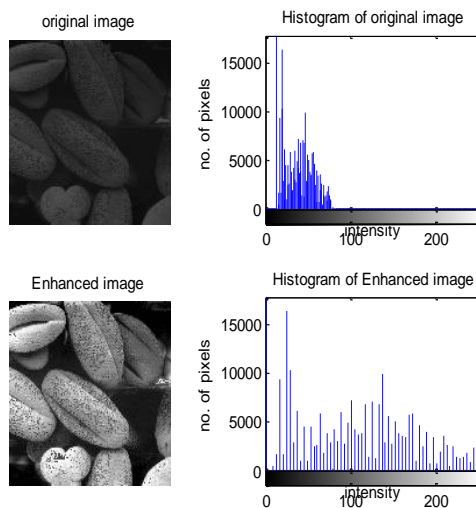 original image
Histogram of original image
no. of pixels
15000
10000
5000
0
0 100 200
intensity
Enhanced image
Histogram of Enhanced image
no. of pixels
15000
10000
5000
0
0 100 200
intensity